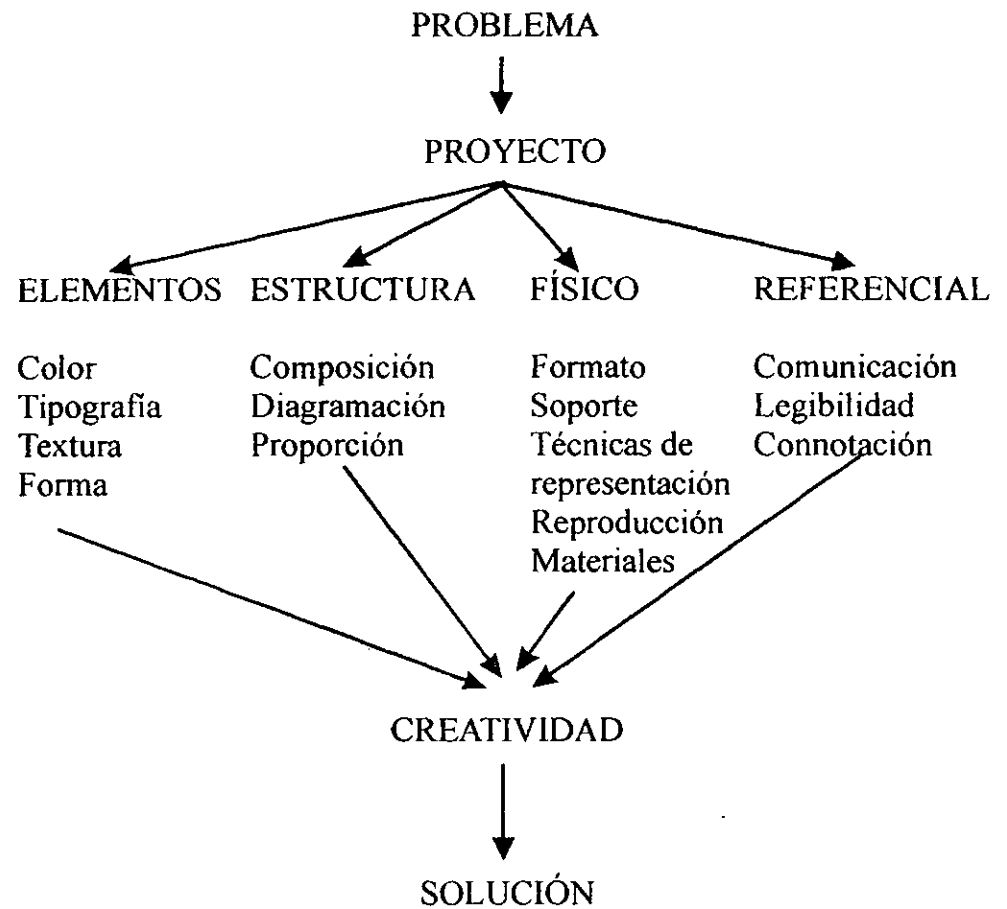 PROBLEMA
PROYECTO
ELEMENTOS
Color
Tipografía
Textura
Forma
ESTRUCTURA
Composición
Diagramación
Proporción
FÍSICO
Formato
Soporte
Técnicas de
representación
Reproducción
Materiales
REFERENCIAL
Comunicación
Legibilidad
Connotación
CREATIVIDAD
SOLUCIÓN